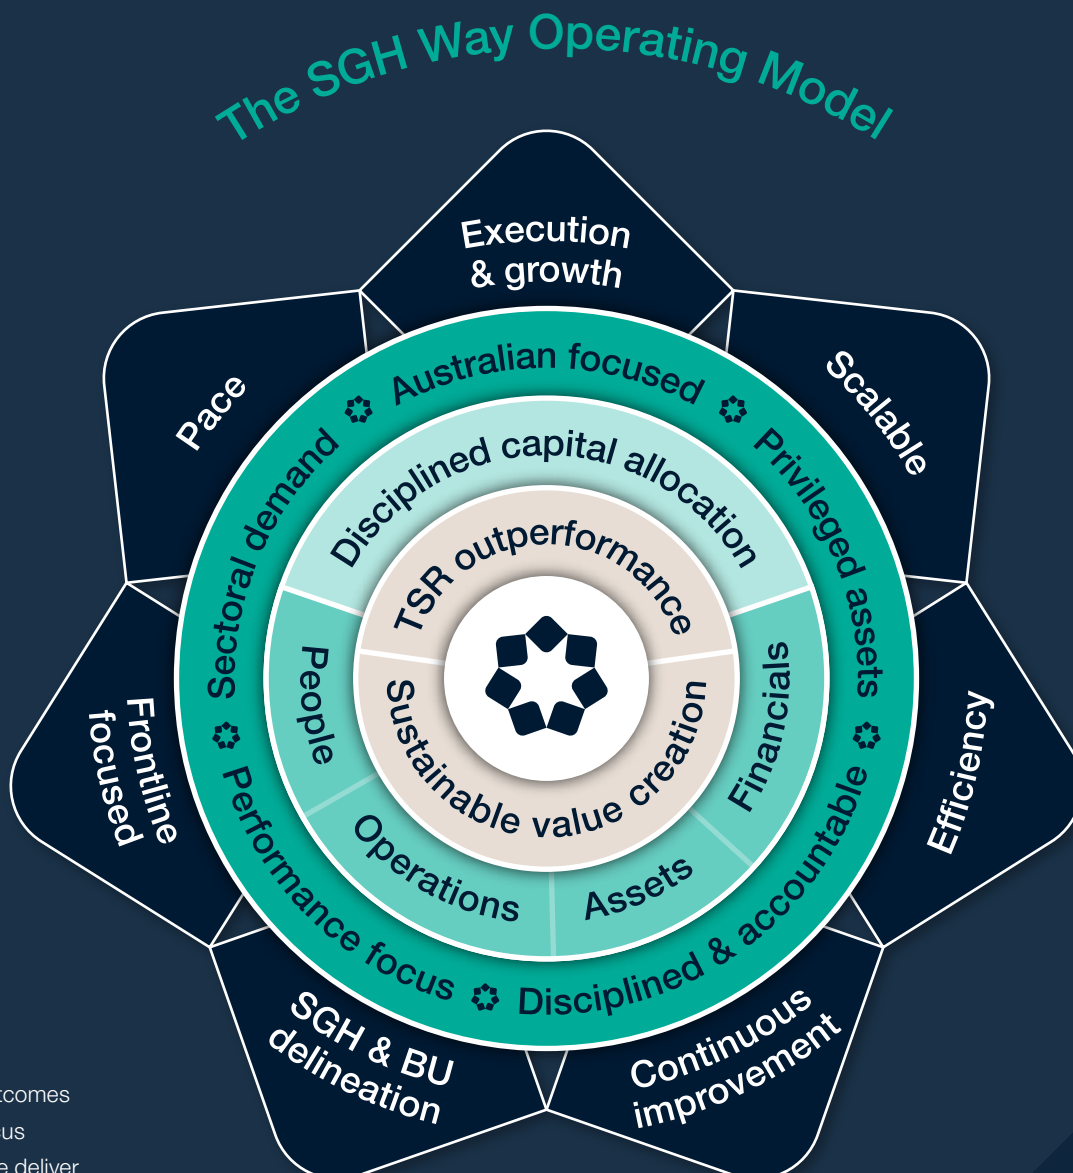 The SGH Way Operating Model
Execution
& growth
Scalable
Efficiency
Continuous
improvement
SGH & BU
delineation
Frontline
focused
Pace
Australian focused
Privileged assets
Disciplined & accountable
Performance focus
Sectoral demand
Disciplined capital allocation
Financials
Assets
Operations
People
TSR outperformance
Sustainable value creation
deliver